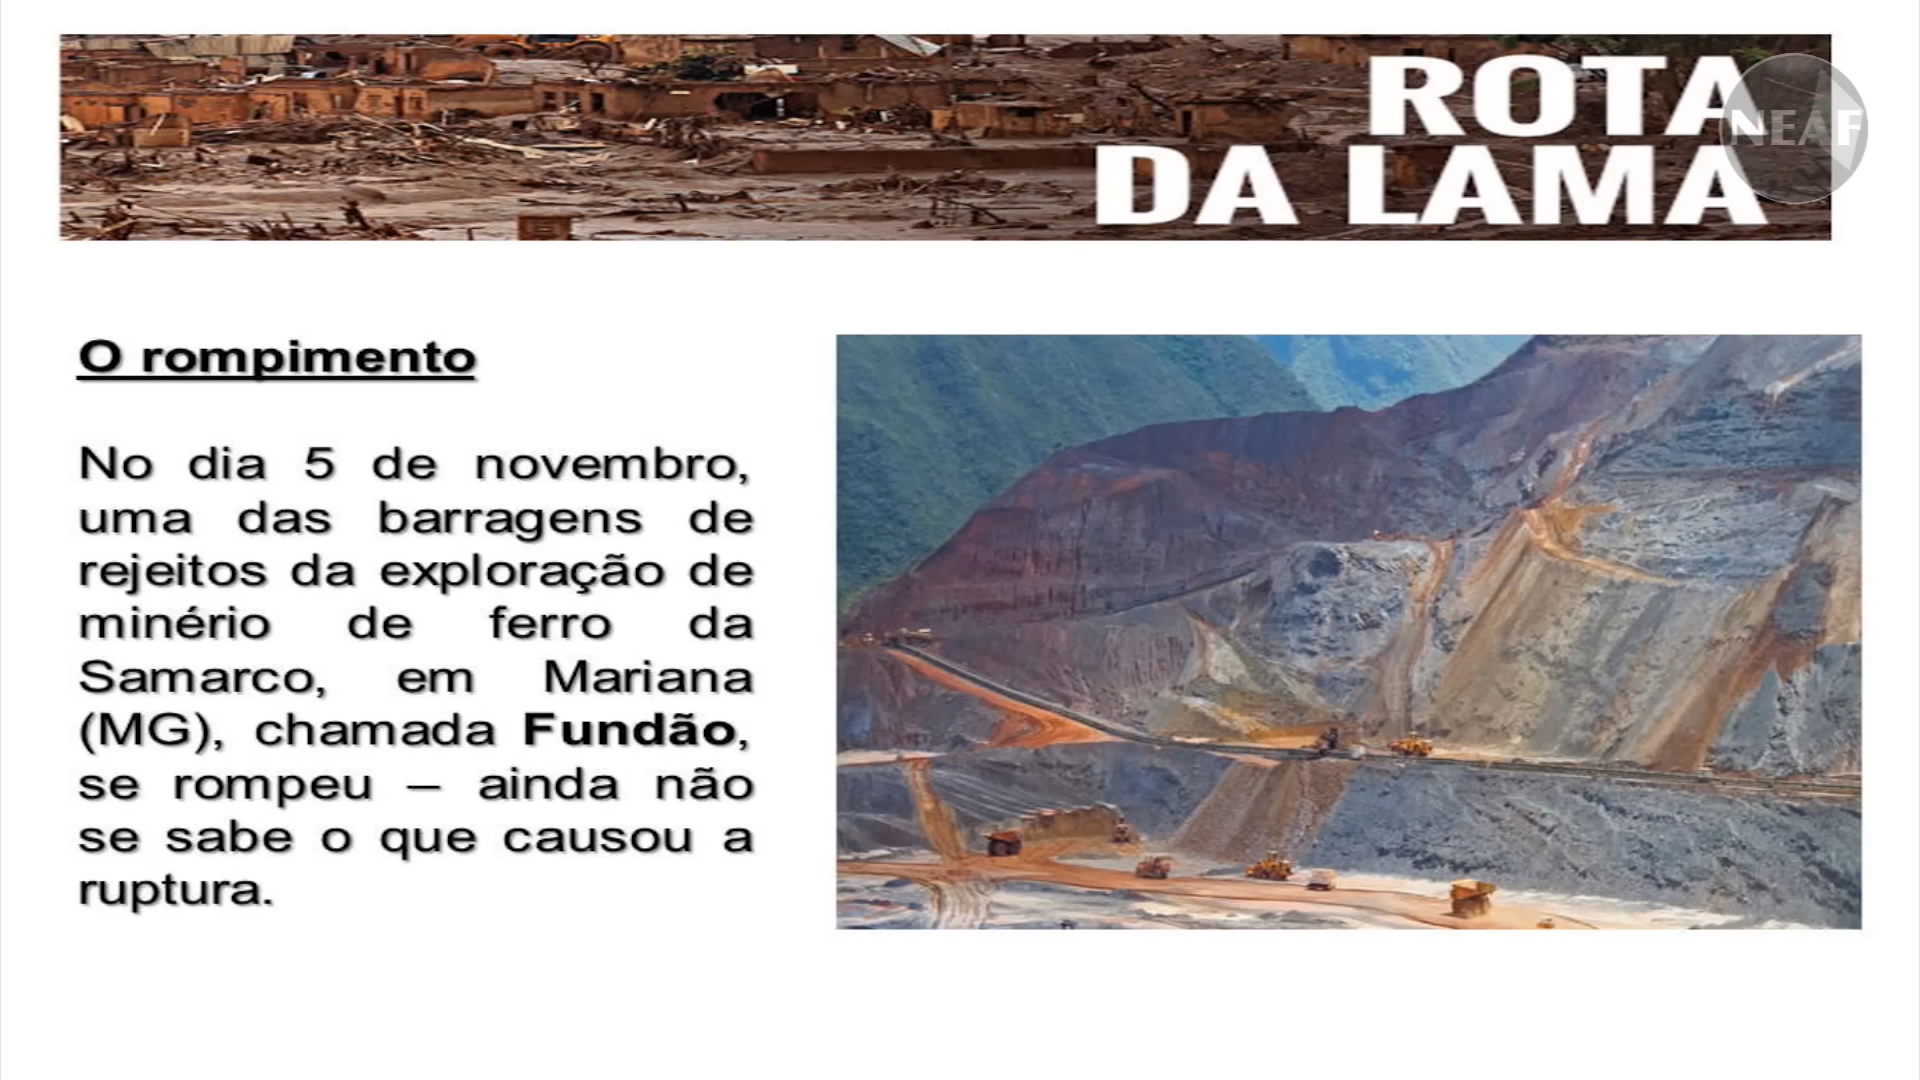 ROTA
DA LAMA
NEAF
O rompimento
No dia 5 de novembro,
uma das barragens de
rejeitos da exploração de
minério de ferro da
Samarco, em Mariana
(MG), chamada Fundão,
se rompeu – ainda não
se sabe o que causou a
ruptura.